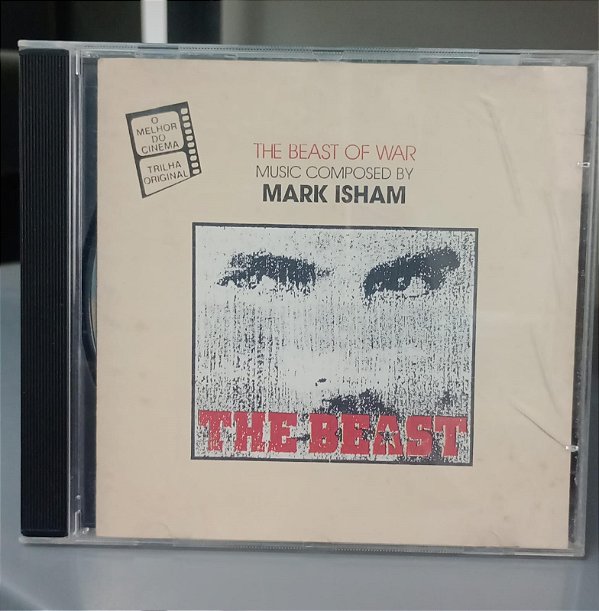 O
MELHOR
DO
CINEMA
TRILHA
ORIGINAL
THE BEAST OF WAR
MUSIC COMPOSED BY
MARK ISHAM
THE BEAST